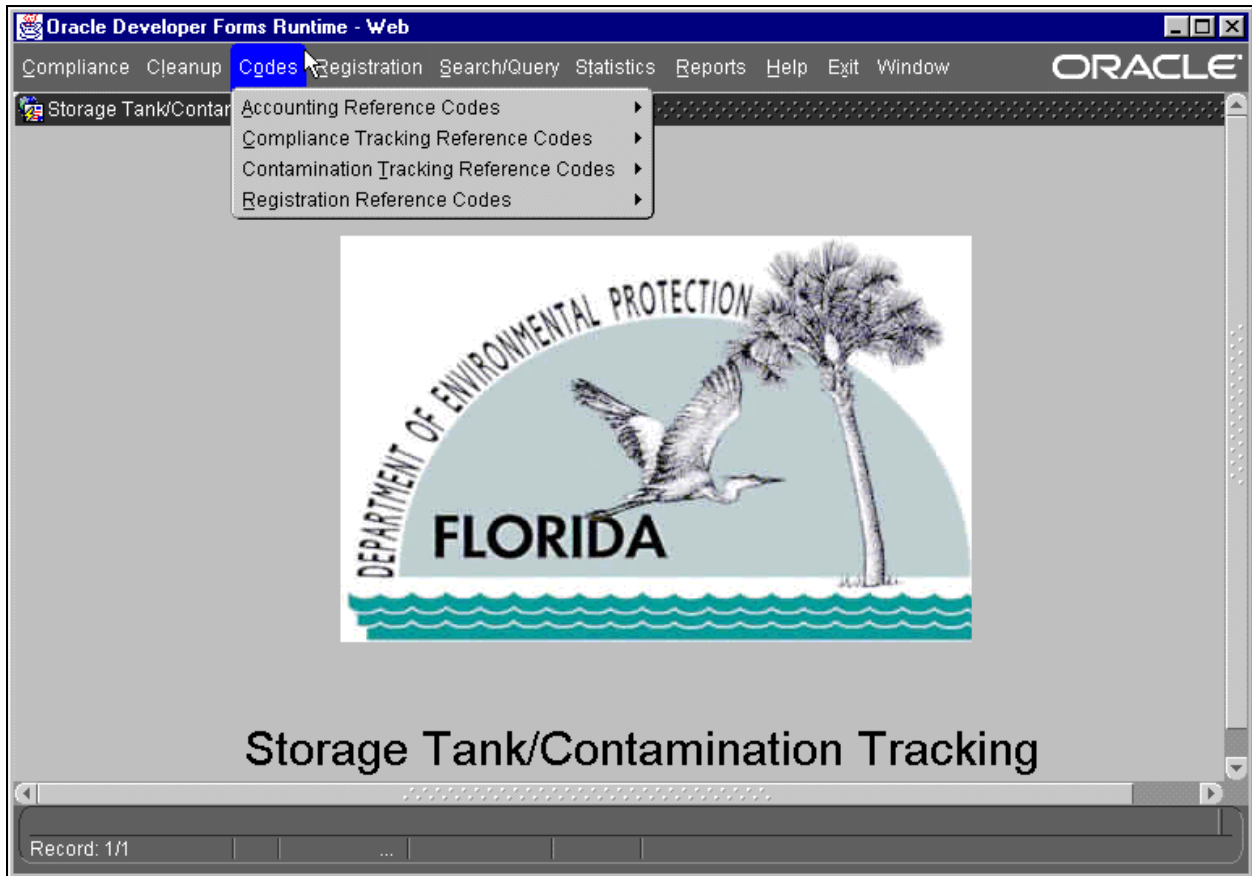 Oracle Developer Forms Runtime - Web
Compliance Cleanup Codes Registration Search/Query Statistics Reports Help Exit Window ORACLE
Storage Tank/Contar
Accounting Reference Codes
Compliance Tracking Reference Codes
Contamination Tracking Reference Codes
Registration Reference Codes
DEPARTMENT OF ENVIRONMENTAL PROTECTION
FLORIDA
Storage Tank/Contamination Tracking
Record: 1/1
...